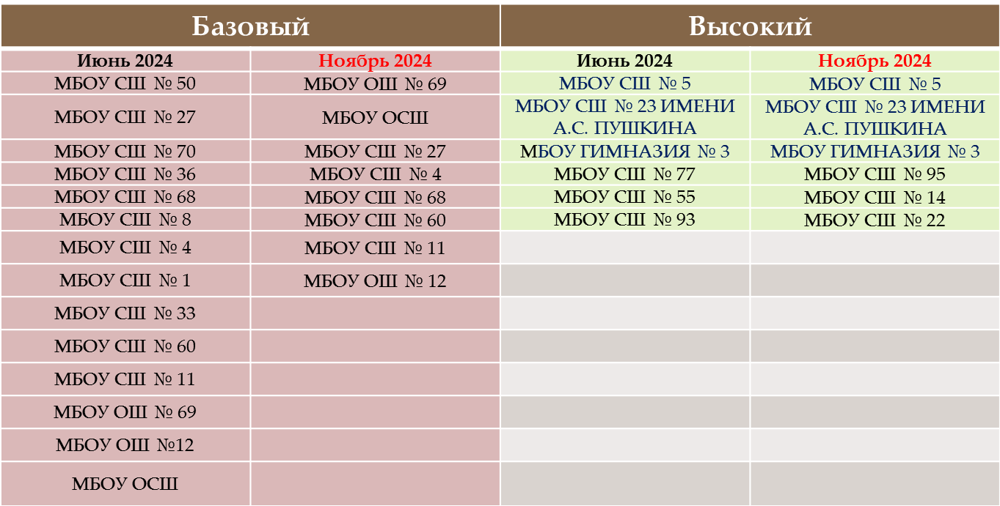 Базовый Высокий
Июнь 2024 Ноябрь 2024 Июнь 2024 Ноябрь 2024
МБОУ СШ № 50 МБОУ ОШ № 69 МБОУ СШ № 5 МБОУ СШ № 5
МБОУ СШ № 27 МБОУ ОСШ МБОУ СШ № 23 ИМЕНИ МБОУ СШ № 23 ИМЕНИ
А.С. ПУШКИНА А.С. ПУШКИНА
МБОУ СШ № 70 МБОУ СШ № 27 МБОУ ГИМНАЗИЯ № 3 МБОУ ГИМНАЗИЯ № 3
МБОУ СШ № 36 МБОУ СШ № 4 МБОУ СШ № 77 МБОУ СШ № 95
МБОУ СШ № 68 МБОУ СШ № 68 МБОУ СШ № 55 МБОУ СШ № 14
МБОУ СШ № 8 МБОУ СШ № 60 МБОУ СШ № 93 МБОУ СШ № 22
МБОУ СШ № 4 МБОУ СШ № 11
МБОУ СШ № 1 МБОУ ОШ № 12
МБОУ СШ № 33
МБОУ СШ № 60
МБОУ СШ № 11
МБОУ ОШ № 69
МБОУ ОШ №12
МБОУ ОСШ